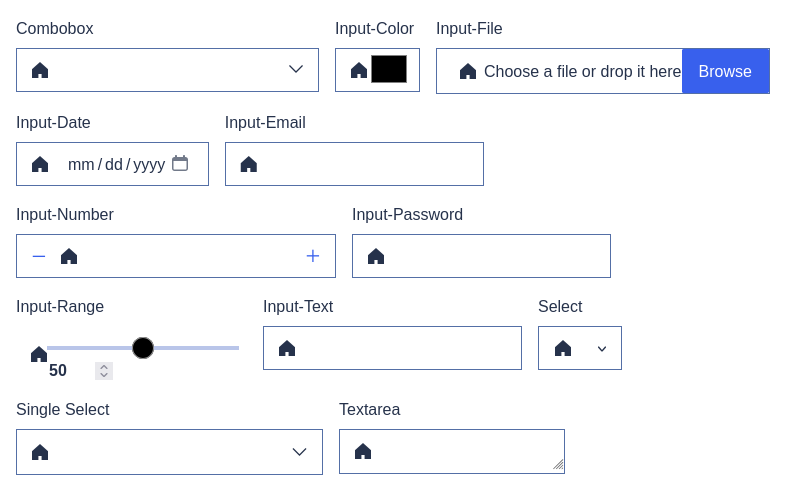 Combobox Input-Color Input-File
Choose a file or drop it here Browse
Input-Date Input-Email
mm/dd/yyyy
Input-Number Input-Password
Input-Range Input-Text Select
50
Single Select Textarea